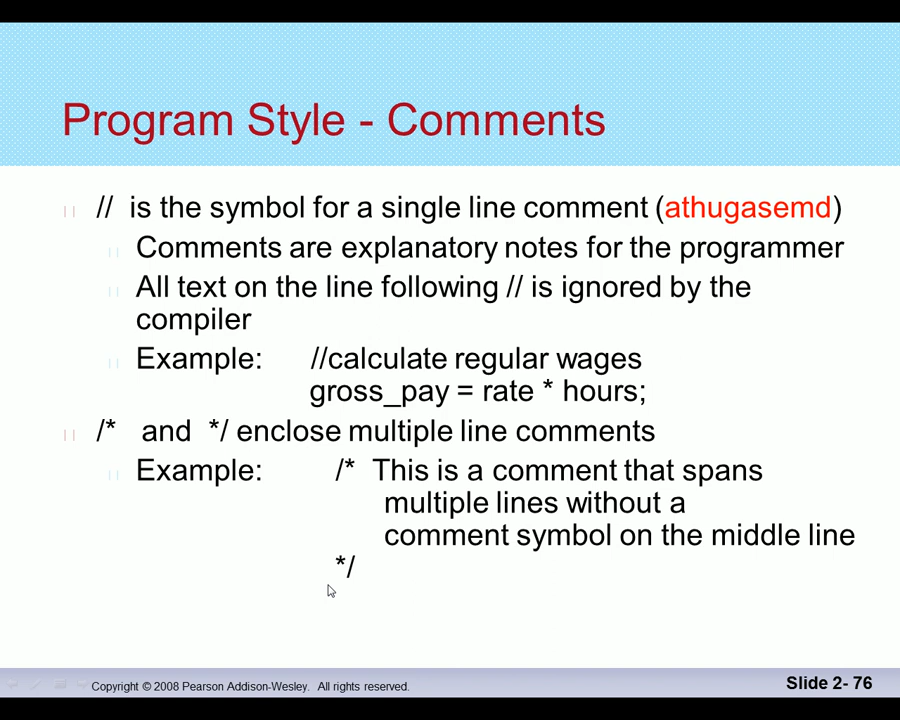 Program Style - Comments
// is the symbol for a single line comment (athugasemd)
Comments are explanatory notes for the programmer
All text on the line following // is ignored by the
compiler
Example: //calculate regular wages
gross_pay = rate * hours;
/* and */ enclose multiple line comments
Example: /* This is a comment that spans
multiple lines without a
comment symbol on the middle line
*/
Copyright © 2008 Pearson Addison-Wesley. All rights reserved.
Slide 2- 76